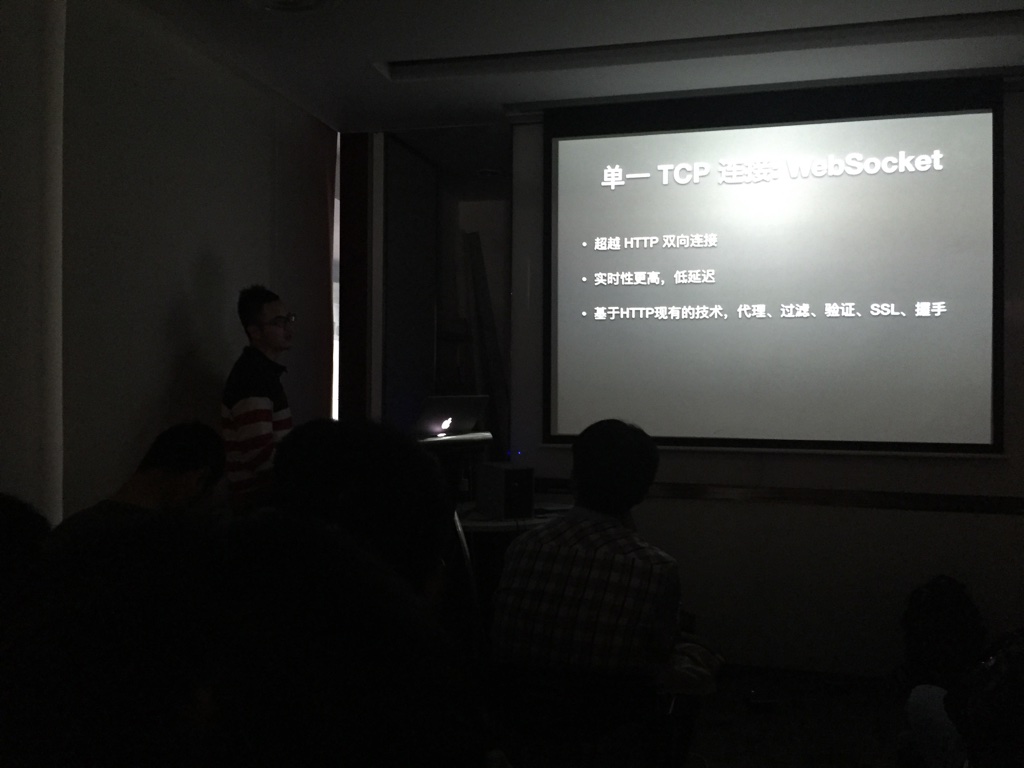 单一 TCP 连接: WebSocket
• 超越 HTTP 双向连接
• 实时性更高，低延迟
• 基于HTTP现有的技术，代理、过滤、验证、SSL、握手